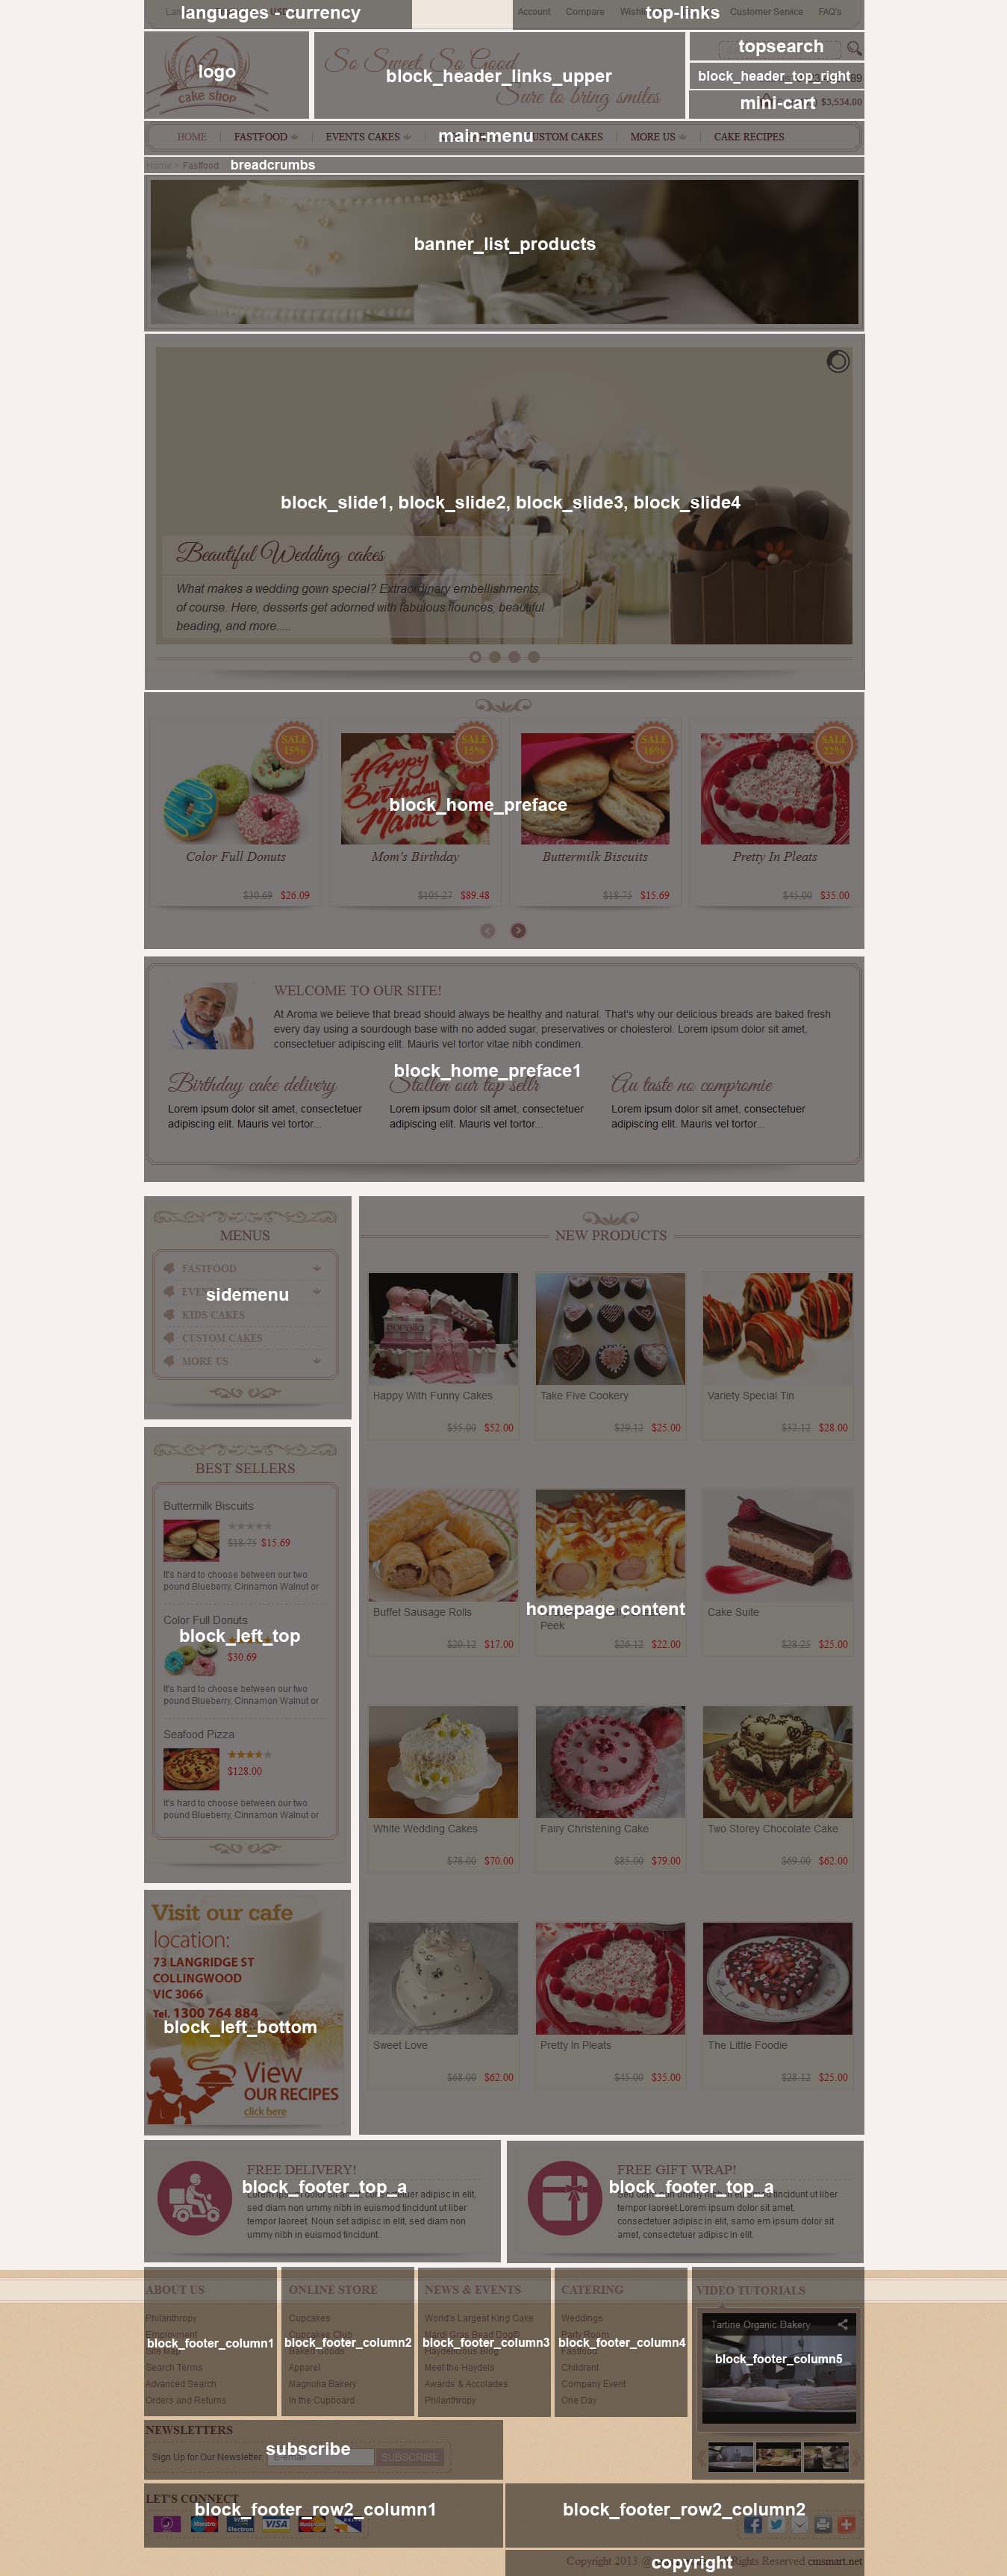 languages - currency
top-links
Account Compare Customer Service FAQ's
logo
cake shop
So Sweet, So Good
block_header_links_upper
Sure to bring smiles
topsearch
block_header_top_right
mini-cart
$3,534.00
HOME FASTFOOD EVENTS CAKES main-menu CUSTOM CAKES MORE US CAKE RECIPES
Home > Fastfood breadcrumbs
banner_list_products
block_slide1, block_slide2, block_slide3, block_slide4
Beautiful Wedding cakes
What makes a wedding gown special? Extraordinary embellishments,
of course. Here, desserts get adorned with fabulous flounces, beautiful
beading, and more.....
SALE 15% SALE 15% SALE 16% SALE 22%
Happy Birthday Mami
block_home_preface
Color Full Donuts Mom's Birthday Buttermilk Biscuits Pretty In Pleats
$30.69 $26.09 $105.27 $89.48 $18.75 $15.69 $45.00 $35.00
WELCOME TO OUR SITE!
At Aroma we believe that bread should always be healthy and natural. That's why our delicious breads are baked fresh
every day using a sourdough base with no added sugar, preservatives or cholesterol. Lorem ipsum dolor sit amet,
consectetuer adipiscing elit. Mauris vel tortor vitae nibh condimen.
block_home_preface1
Birthday cake delivery Stollen our top sellr Au taste no compromie
Lorem ipsum dolor sit amet, consectetuer Lorem ipsum dolor sit amet, consectetuer Lorem ipsum dolor sit amet, consectetuer
adipiscing elit. Mauris vel tortor... adipiscing elit. Mauris vel tortor... adipiscing elit. Mauris vel tortor...
MENUS
FASTFOOD
sidemenu
KIDS CAKES
CUSTOM CAKES
MORE US
BEST SELLERS
Buttermilk Biscuits
$18.75 $15.69
It's hard to choose between our two
pound Blueberry, Cinnamon Walnut or
Color Full Donuts
block_left_top
$30.69
It's hard to choose between our two
pound Blueberry, Cinnamon Walnut or
Seafood Pizza
$128.00
It's hard to choose between our two
pound Blueberry, Cinnamon Walnut or
Visit our cafe
location:
73 LANGRIDGE ST
COLLINGWOOD
VIC 3066
Tel. 1300 764 884
block_left_bottom
View
OUR RECIPES
click here
NEW PRODUCTS
Happy With Funny Cakes Take Five Cookery Variety Special Tin
$55.00 $52.00 $29.12 $25.00 $32.12 $28.00
homepage content
Buffet Sausage Rolls Peek Cake Suite
$20.12 $17.00 $26.12 $22.00 $28.25 $25.00
White Wedding Cakes Fairy Christening Cake Two Storey Chocolate Cake
$78.00 $70.00 $85.00 $79.00 $69.00 $62.00
Sweet Love Pretty In Pleats The Little Foodie
$68.00 $62.00 $45.00 $35.00 $28.12 $25.00
FREE DELIVERY!
block_footer_top_a
sed diam non ummy nibh in euismod tincidunt ut liber
tempor laoreet. Noun set adipisc in elit, sed diam non
ummy nibh in euismod tincidunt.
FREE GIFT WRAP!
block_footer_top_a
tempor laoreet.Lorem ipsum dolor sit amet,
consectetuer adipisc in elit, samo em ipsum dolor sit
amet, consectetuer adipisc in elit.
ABOUT US
Philanthropy
Employment
block_footer_column1
Site Map
Search Terms
Advanced Search
Orders and Returns
ONLINE STORE
Cupcakes
Cupcakes Club
block_footer_column2
Baked Goods
Apparel
Magnolia Bakery
In the Cupboard
NEWS & EVENTS
World's Largest King Cake
Mardi Gras Bead Dog®
block_footer_column3
Haydelicious Blog
Meet the Haydels
Awards & Accolades
Philanthropy
CATERING
Weddings
Party Room
block_footer_column4
Fastfood
Childrent
Company Event
One Day
VIDEO TUTORIALS
Tartine Organic Bakery
block_footer_column5
NEWSLETTERS
subscribe
Sign Up for Our Newsletter: E-mail SUBSCRIBE
LET'S CONNECT
block_footer_row2_column1
Maestro Electron VISA
block_footer_row2_column2
Copyright 2013 @ Rights Reserved cmsmart.net
copyright